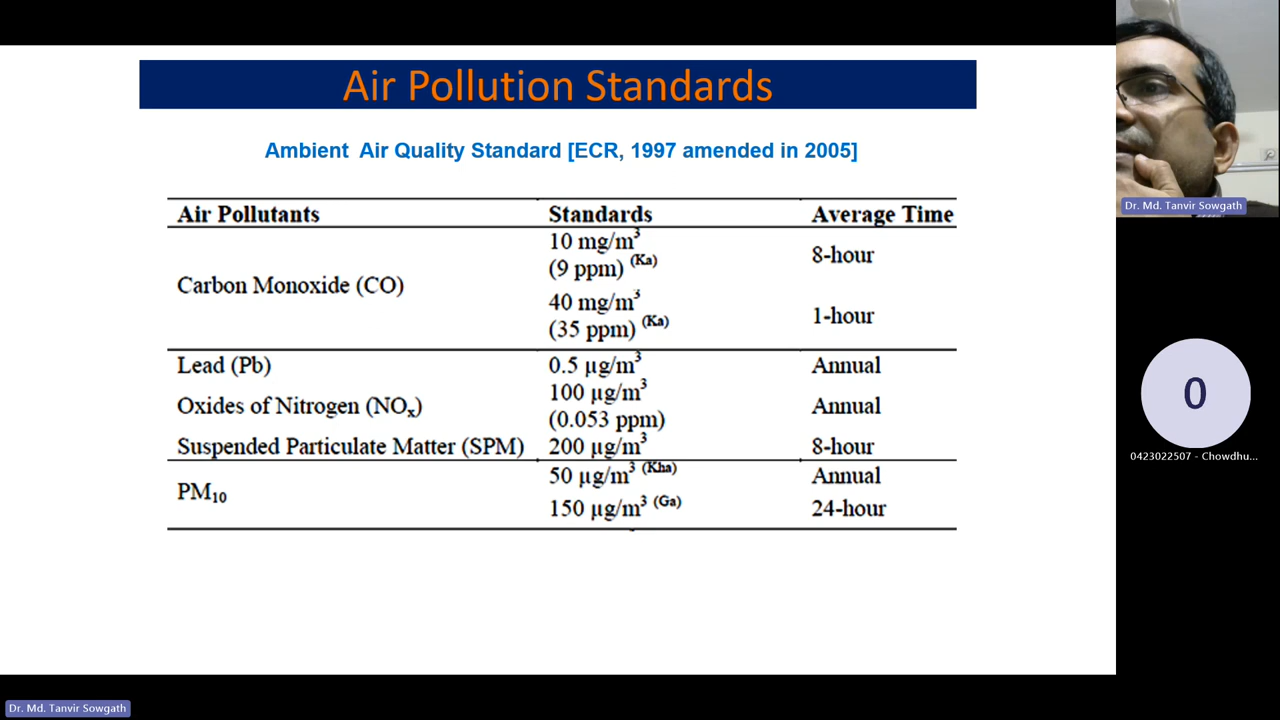 Air Pollution Standards
Ambient Air Quality Standard [ECR, 1997 amended in 2005]
Air Pollutants Standards Average Time
Carbon Monoxide (CO)
10 mg/m³
(9 ppm) (Ka)
8-hour
40 mg/m³
(35 ppm) (Ka)
1-hour
Lead (Pb) 0.5 µg/m³ Annual
Oxides of Nitrogen (NOₓ)
100 µg/m³
(0.053 ppm)
Annual
Suspended Particulate Matter (SPM) 200 µg/m³ 8-hour
PM₁₀
50 µg/m³ (Kha) Annual
150 µg/m³ (Ga) 24-hour
Dr. Md. Tanvir Sowgath
0
0423022507 - Chowdhu...
Dr. Md. Tanvir Sowgath